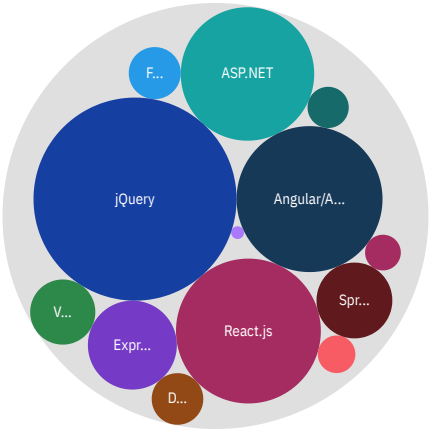 F...
ASP.NET
jQuery
Angular/A...
Spr...
V...
React.js
Expr...
D...